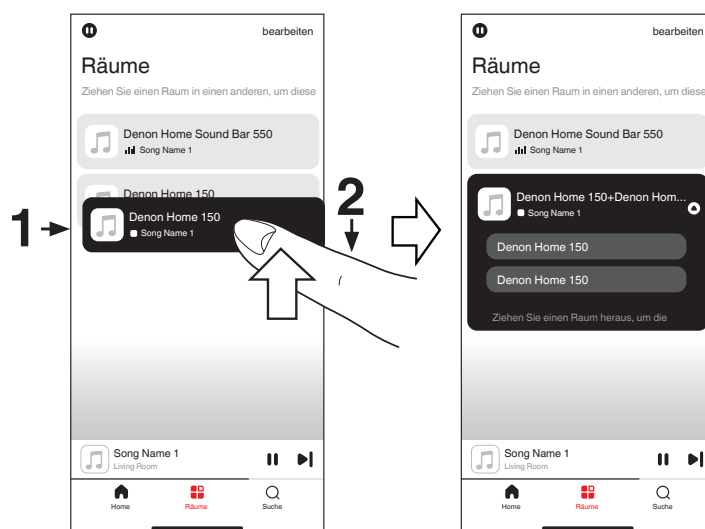 bearbeiten
Räume
Ziehen Sie einen Raum in einen anderen, um diese
Denon Home Sound Bar 550
Song Name 1
Denon Home 150
Denon Home 150
Song Name 1
1
2
Song Name 1
Living Room
Home
Räume
Suche
bearbeiten
Räume
Ziehen Sie einen Raum in einen anderen, um diese
Denon Home Sound Bar 550
Song Name 1
Denon Home 150+Denon Hom...
Song Name 1
Denon Home 150
Denon Home 150
Ziehen Sie einen Raum heraus, um die
Song Name 1
Living Room
Home
Räume
Suche